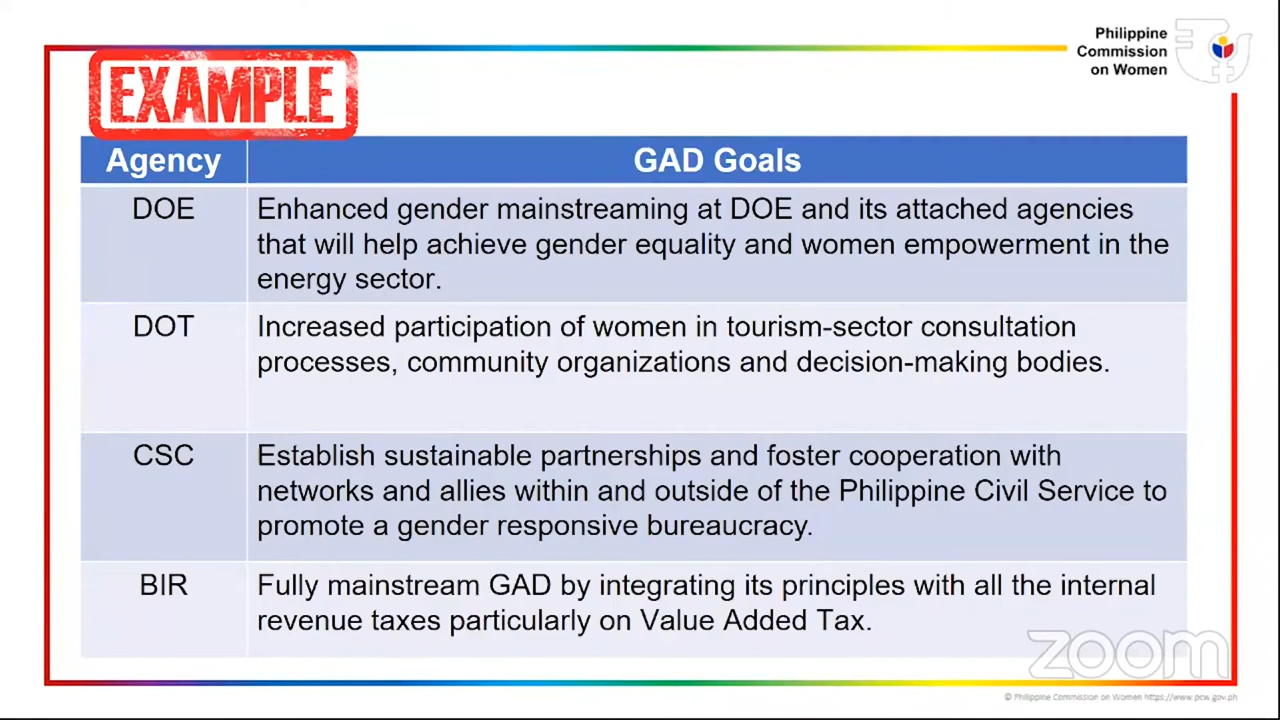 Philippine
Commission
on Women
EXAMPLE
Agency
GAD Goals
DOE
Enhanced gender mainstreaming at DOE and its attached agencies
that will help achieve gender equality and women empowerment in the
energy sector.
DOT
Increased participation of women in tourism-sector consultation
processes, community organizations and decision-making bodies.
CSC
Establish sustainable partnerships and foster cooperation with
networks and allies within and outside of the Philippine Civil Service to
promote a gender responsive bureaucracy.
BIR
Fully mainstream GAD by integrating its principles with all the internal
revenue taxes particularly on Value Added Tax.
zoom
© Philippine Commission on Women https://www.pcw.gov.ph